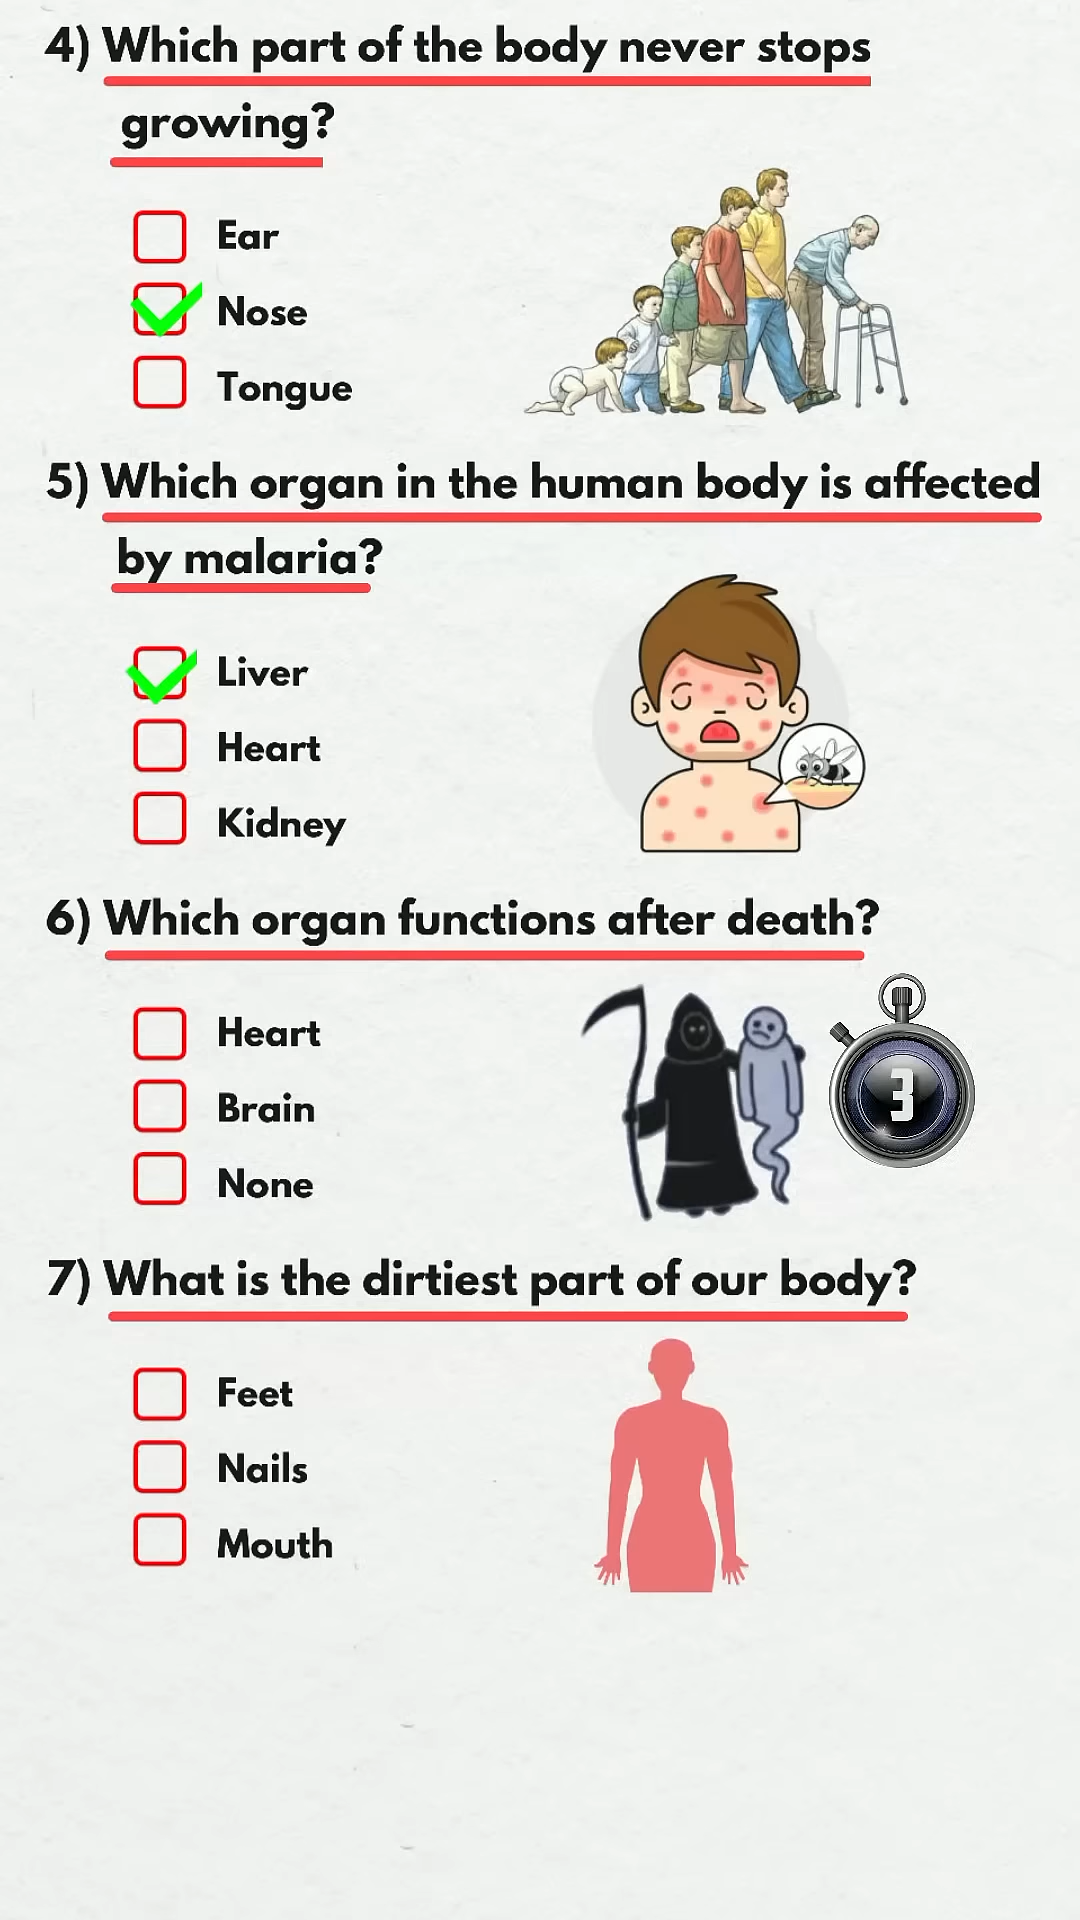 4) Which part of the body never stops
growing?
Ear
Nose
Tongue
5) Which organ in the human body is affected
by malaria?
Liver
Heart
Kidney
6) Which organ functions after death?
Heart
Brain
None
3
7) What is the dirtiest part of our body?
Feet
Nails
Mouth